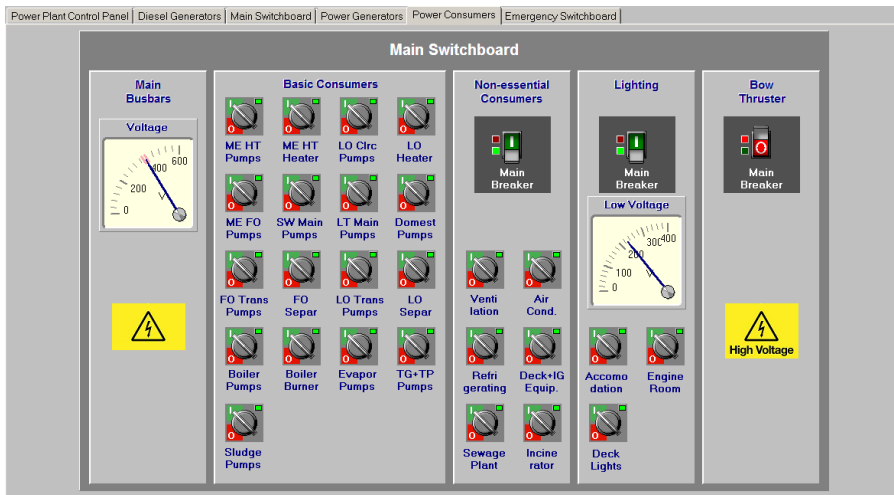 Power Plant Control Panel | Diesel Generators | Main Switchboard | Power Generators | Power Consumers | Emergency Switchboard
Main Switchboard
Main
Busbars
Voltage
0
200
400
600
V
Basic Consumers
ME HT
Pumps
ME HT
Heater
LO Clrc
Pumps
LO
Heater
ME FO
Pumps
SW Main
Pumps
LT Main
Pumps
Domest
Pumps
FO Trans
Pumps
FO
Separ
LO Trans
Pumps
LO
Separ
Boiler
Pumps
Boiler
Burner
Evapor
Pumps
TG+TP
Pumps
Sludge
Pumps
Non-essential
Consumers
Main
Breaker
Venti
lation
Air
Cond.
Refri
gerating
Deck+IG
Equip.
Sewage
Plant
Incine
rator
Lighting
Main
Breaker
Low Voltage
0
100
200
300
400
V
Accomo
dation
Engine
Room
Deck
Lights
Bow
Thruster
Main
Breaker
High Voltage